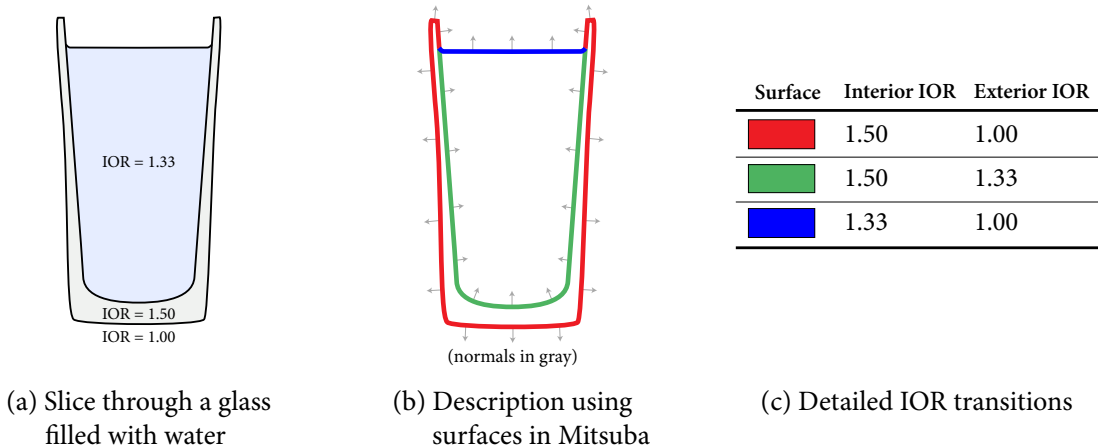 IOR = 1.33
IOR = 1.50
IOR = 1.00
(a) Slice through a glass
filled with water
(normals in gray)
(b) Description using
surfaces in Mitsuba
Surface Interior IOR Exterior IOR
1.50 1.00
1.50 1.33
1.33 1.00
(c) Detailed IOR transitions